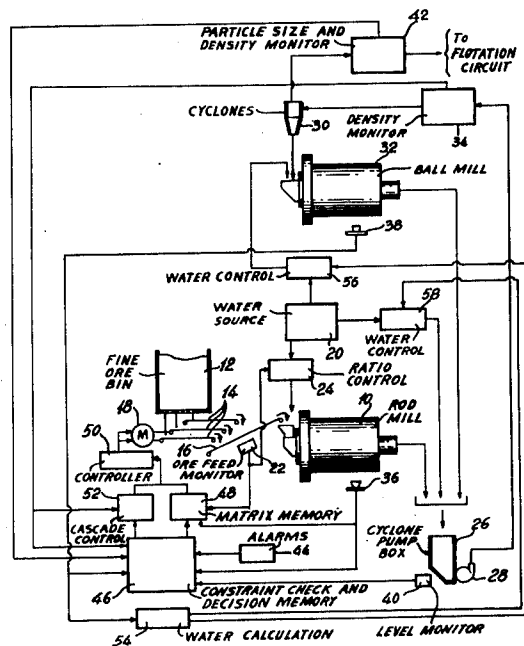 42
PARTICLE SIZE AND
DENSITY MONITOR
TO
FLOTATION
CIRCUIT
CYCLONES
30
DENSITY
MONITOR
34
32
BALL MILL
38
WATER CONTROL
56
58
WATER
SOURCE
20
WATER
CONTROL
FINE
ORE
BIN
12
24
RATIO
CONTROL
14
18
M
10
ROD
MILL
50
16
ORE FEED
MONITOR
22
CONTROLLER
52
48
36
MATRIX MEMORY
CASCADE
CONTROL
ALARMS
44
CYCLONE
PUMP
BOX
26
28
46
CONSTRAINT CHECK AND
DECISION MEMORY
40
LEVEL MONITOR
54
WATER CALCULATION